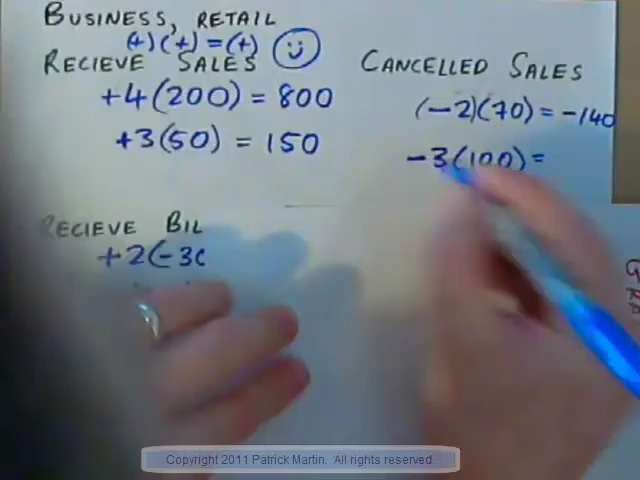 BUSINESS, RETAIL
(+)(+)=(+)
RECIEVE SALES
+4(200) = 800
+3(50) = 150
CANCELLED SALES
(-2)(70) = -140
-3(100) =
RECIEVE BIL
+2(-30
Copyright 2011 Patrick Martin. All rights reserved.